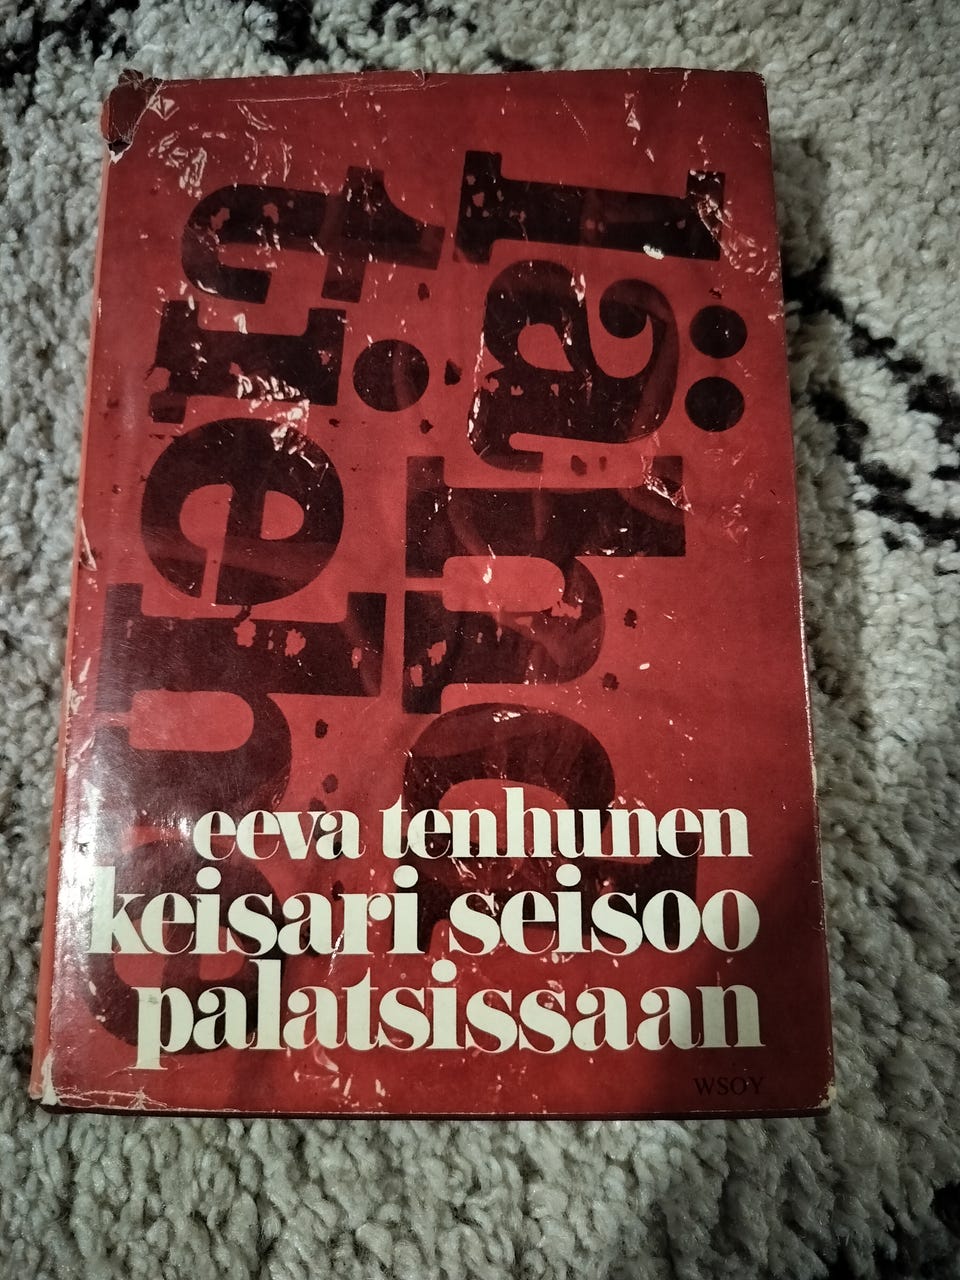 eeva tenhunen
keisari seisoo
palatsissaan
WSOY